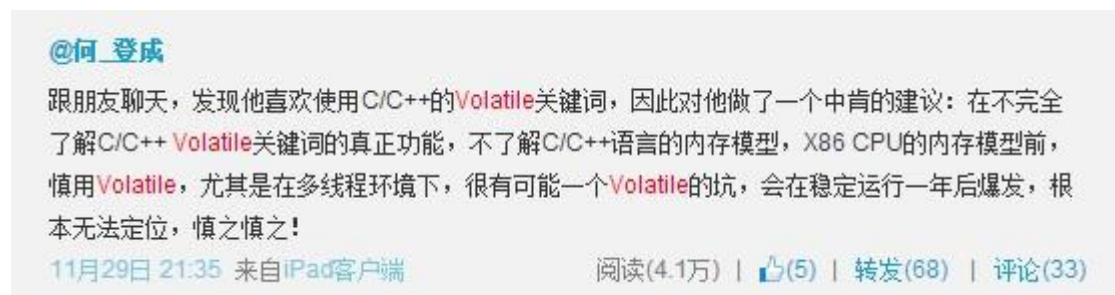 @何_登成
跟朋友聊天，发现他喜欢使用C/C++的Volatile关键词，因此对他做了一个中肯的建议：在不完全
了解C/C++ Volatile关键词的真正功能，不了解C/C++语言的内存模型，X86 CPU的内存模型前，
慎用Volatile，尤其是在多线程环境下，很有可能一个Volatile的坑，会在稳定运行一年后爆发，根
本无法定位，慎之慎之！
11月29日 21:35 来自iPad客户端 阅读(4.1万) | (5) | 转发(68) | 评论(33)